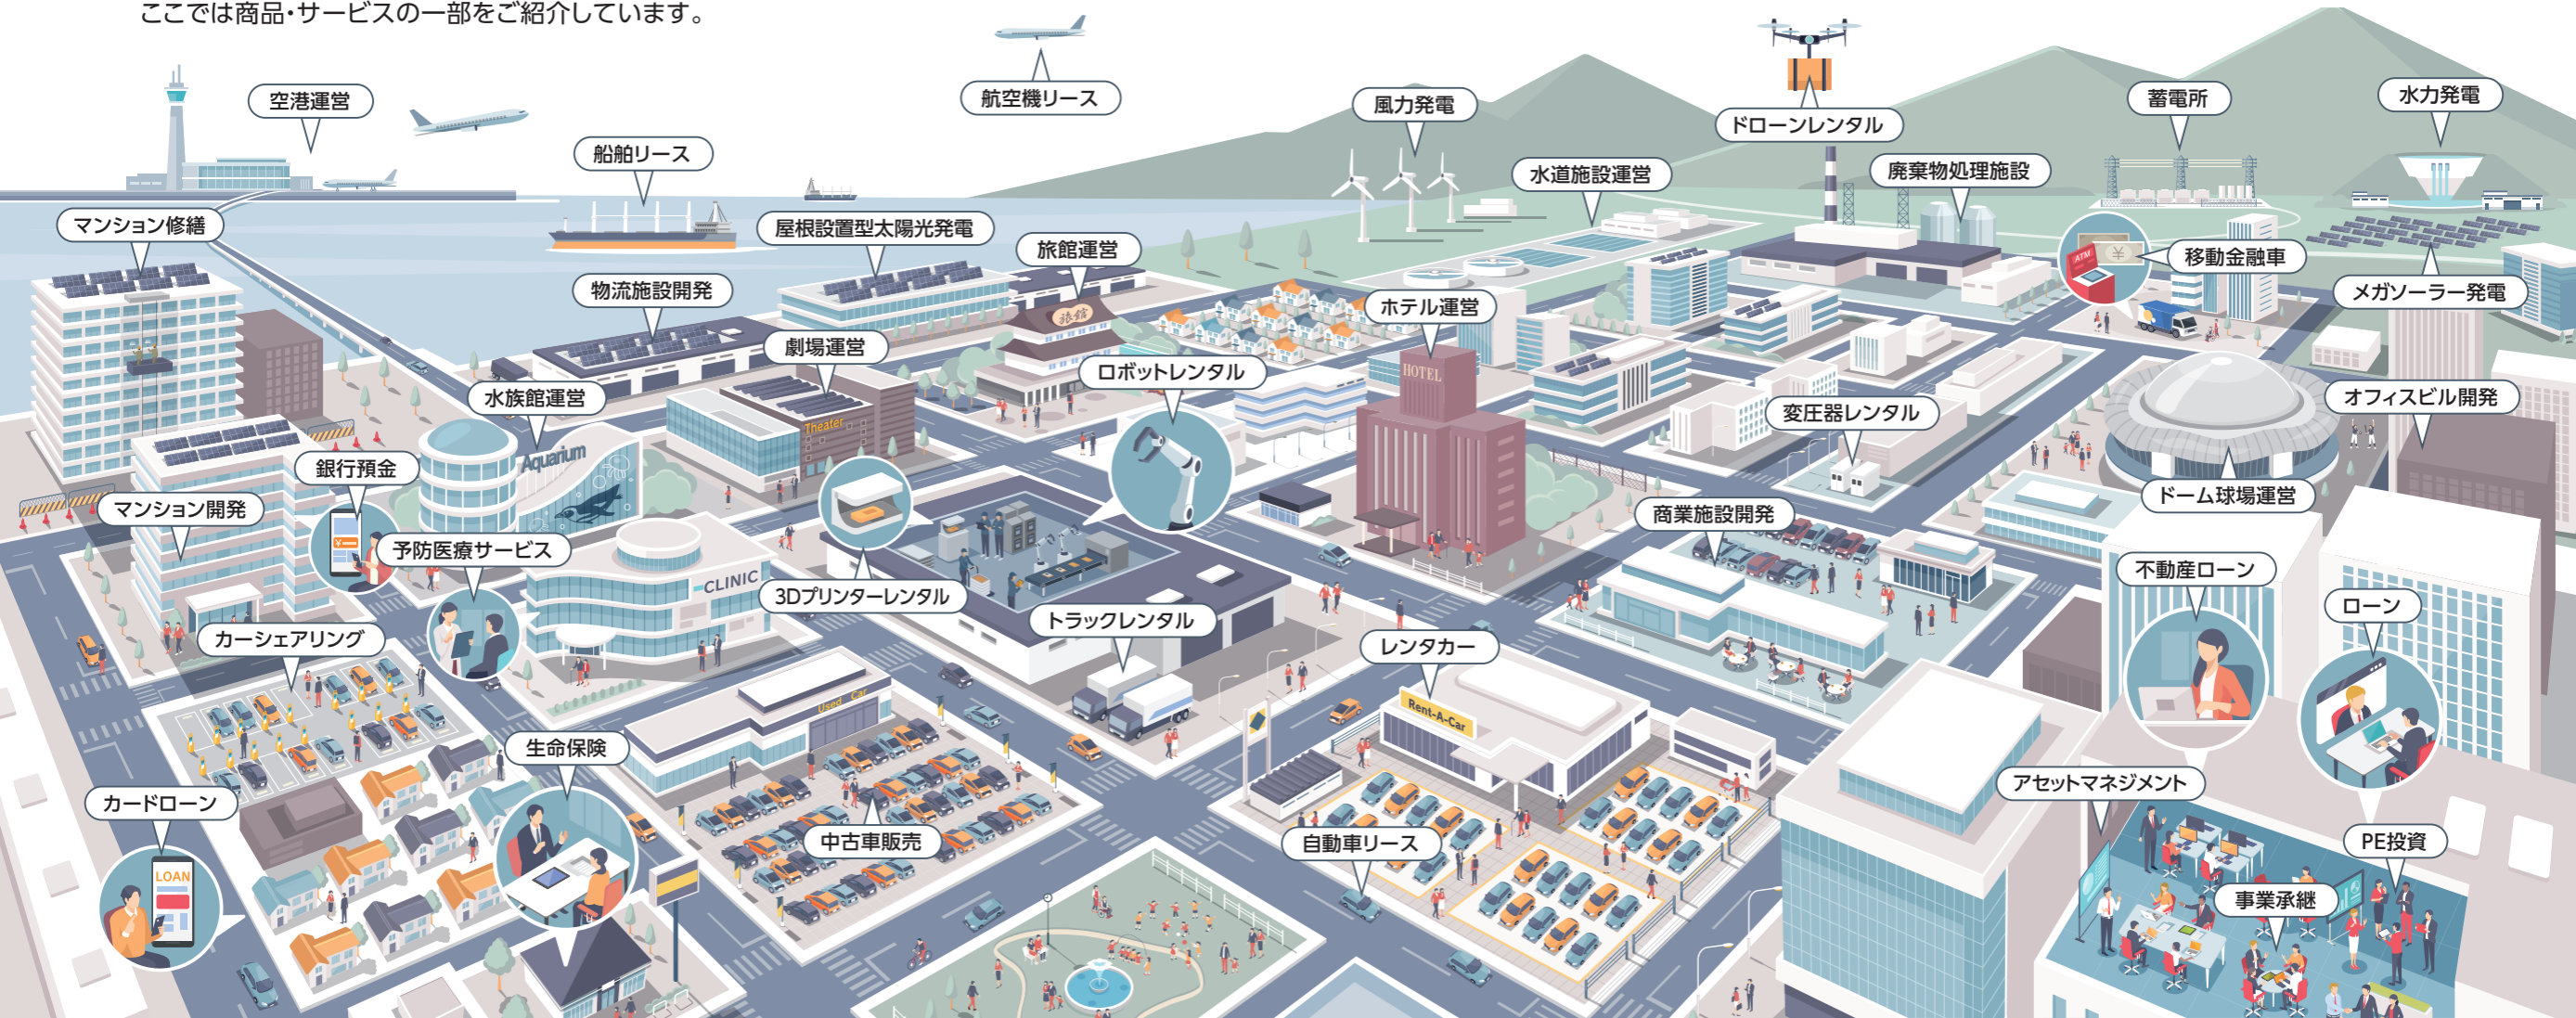 ここでは商品・サービスの一部をご紹介しています。
空港運営
航空機リース
風力発電
ドローンレンタル
蓄電所
水力発電
船舶リース
水道施設運営
廃棄物処理施設
マンション修繕
屋根設置型太陽光発電
旅館運営
移動金融車
ATM
¥
物流施設開発
ホテル運営
メガソーラー発電
旅館
劇場運営
ロボットレンタル
HOTEL
水族館運営
オフィスビル開発
変圧器レンタル
Theater
Aquarium
銀行預金
ドーム球場運営
マンション開発
商業施設開発
¥
予防医療サービス
CLINIC
不動産ローン
3Dプリンターレンタル
ローン
トラックレンタル
カーシェアリング
レンタカー
Used Car
Rent-A-Car
生命保険
アセットマネジメント
カードローン
中古車販売
自動車リース
PE投資
LOAN
事業承継